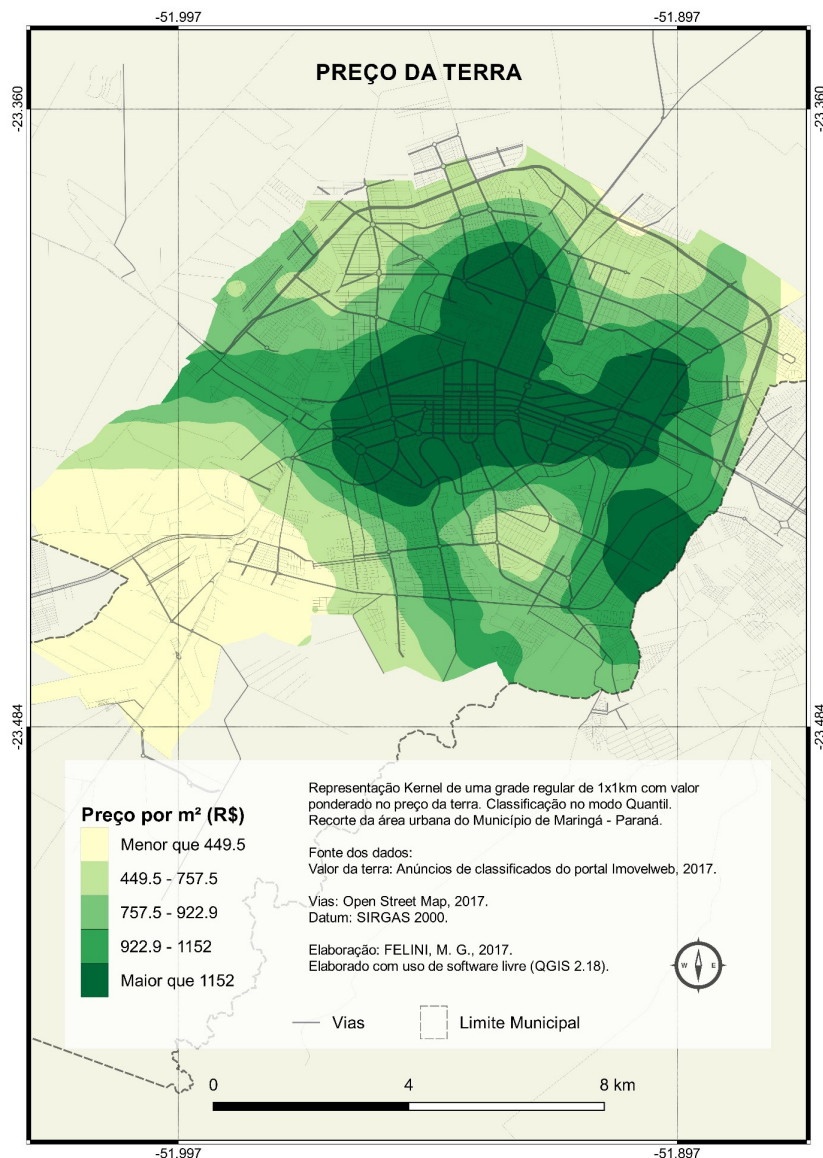 -51.997
-51.897
PREÇO DA TERRA
-23.360
-23.360
-23.484
-23.484
Preço por m² (R$)
Menor que 449.5
449.5 - 757.5
757.5 - 922.9
922.9 - 1152
Maior que 1152
Representação Kernel de uma grade regular de 1x1km com valor
ponderado no preço da terra. Classificação no modo Quantil.
Recorte da área urbana do Município de Maringá - Paraná.
Fonte dos dados:
Valor da terra: Anúncios de classificados do portal Imovelweb, 2017.
Vias: Open Street Map, 2017.
Datum: SIRGAS 2000.
Elaboração: FELINI, M. G., 2017.
Elaborado com uso de software livre (QGIS 2.18).
W E
Vias
Limite Municipal
0 4 8 km
-51.997
-51.897